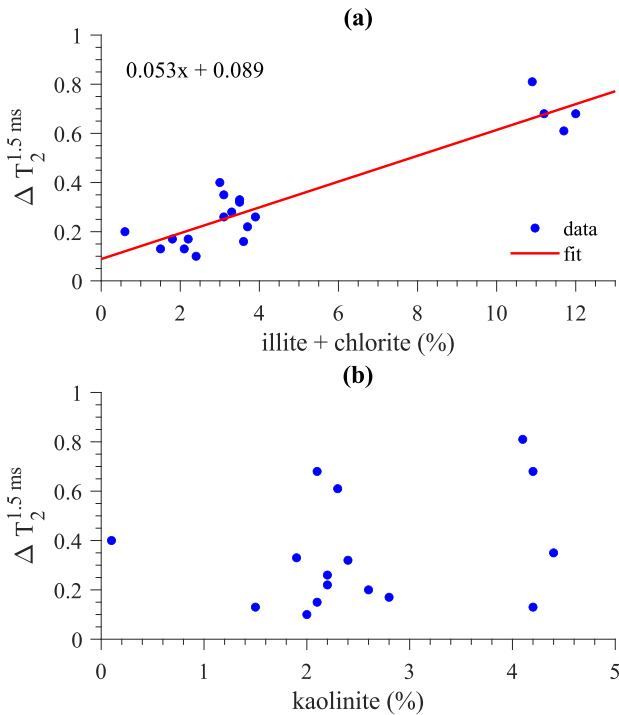 (a)
1
0.8
0.6
0.4
0.2
0
Δ T₂^1.5 ms
0.053x + 0.089
data
fit
0 2 4 6 8 10 12
illite + chlorite (%)
(b)
1
0.8
0.6
0.4
0.2
0
Δ T₂^1.5 ms
0 1 2 3 4 5
kaolinite (%)